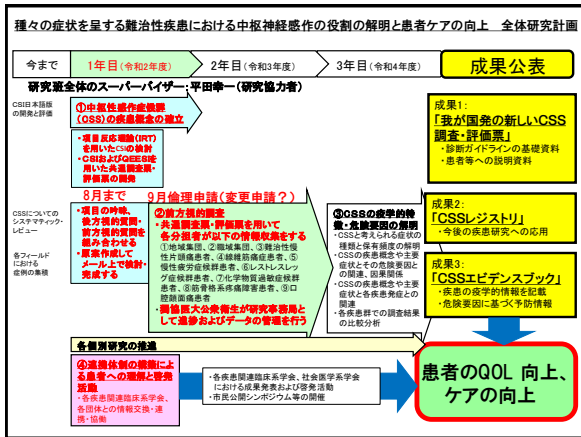 種々の症状を呈する難治性疾患における中枢神経感作の役割の解明と患者ケアの向上　全体研究計画
今まで
1年目(令和2年度)
2年目(令和3年度)
3年目(令和4年度)
成果公表
研究班全体のスーパーバイザー：平田幸一(研究協力者)
CSI日本語版
の開発と評価
①中枢性感作症候群
(CSS)の疾患概念の確立
・項目反応理論(IRT)
を用いたCSIの検討
・CSIおよびQEESIを
用いた共通調査票・
評価票の開発
8月まで
9月倫理申請(変更申請？)
CSSについての
システマティック・
レビュー
各フィールド
における
症例の集積
・項目の吟味、
後方視的質問・
前方視的質問を
組み合わせる
・原案作成して
メール上で検討・
完成する
②前方視的調査
・共通調査票・評価票を用いて
各分担者が以下の情報収集をする
①地域集団、②職域集団、③難治性慢
性片頭痛患者、④線維筋痛症患者、⑤
慢性疲労症候群患者、⑥レストレスレッ
グ症候群患者、⑦化学物質過敏症候群
患者、⑧筋骨格系疼痛障害患者、⑨口
腔顔面痛患者
・獨協医大公衆衛生が研究事務局と
して進捗およびデータの管理を行う
③CSSの疫学的特
徴・危険要因の解明
・CSSと考えられる症状の
種類と保有頻度の解明
・CSSの疾患概念や主要
症状とその危険要因と
の関連、因果関係
・CSSの疾患概念や主要
症状と各疾患発症との
関連
・各疾患群での調査結果
の比較分析
成果1：
「我が国発の新しいCSS
調査・評価票」
・診断ガイドラインの基礎資料
・患者等への説明資料
成果2：
「CSSレジストリ」
・今後の疾患研究への応用
成果3：
「CSSエビデンスブック」
・疾患の疫学的情報を記載
・危険要因に基づく予防情報
各個別研究の推進
④連携体制の構築によ
る患者への理解と啓発
活動
・各疾患関連臨床系学会、
各団体との情報交換・連
携・協働
・各疾患関連臨床系学会、社会医学系学会
における成果発表および啓発活動
・市民公開シンポジウム等の開催
患者のQOL 向上、
ケアの向上